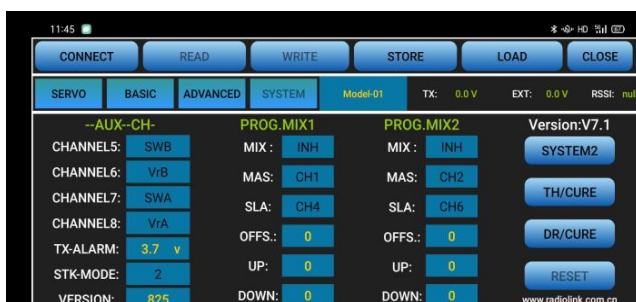 11:45 HD 5G 67
CONNECT READ WRITE STORE LOAD CLOSE
SERVO BASIC ADVANCED SYSTEM Model-01 TX: 0.0 V EXT: 0.0 V RSSI: nul
--AUX--CH- PROG.MIX1 PROG.MIX2 Version:V7.1
CHANNEL5: SWB MIX : INH MIX : INH SYSTEM2
CHANNEL6: VrB MAS: CH1 MAS: CH2
CHANNEL7: SWA SLA: CH4 SLA: CH6 TH/CURE
CHANNEL8: VrA OFFS.: 0 OFFS.: 0 DR/CURE
TX-ALARM: 3.7 v
STK-MODE: 2 UP: 0 UP: 0 RESET
VERSION: 825 DOWN: 0 DOWN: 0 www.radiolink.com.cn